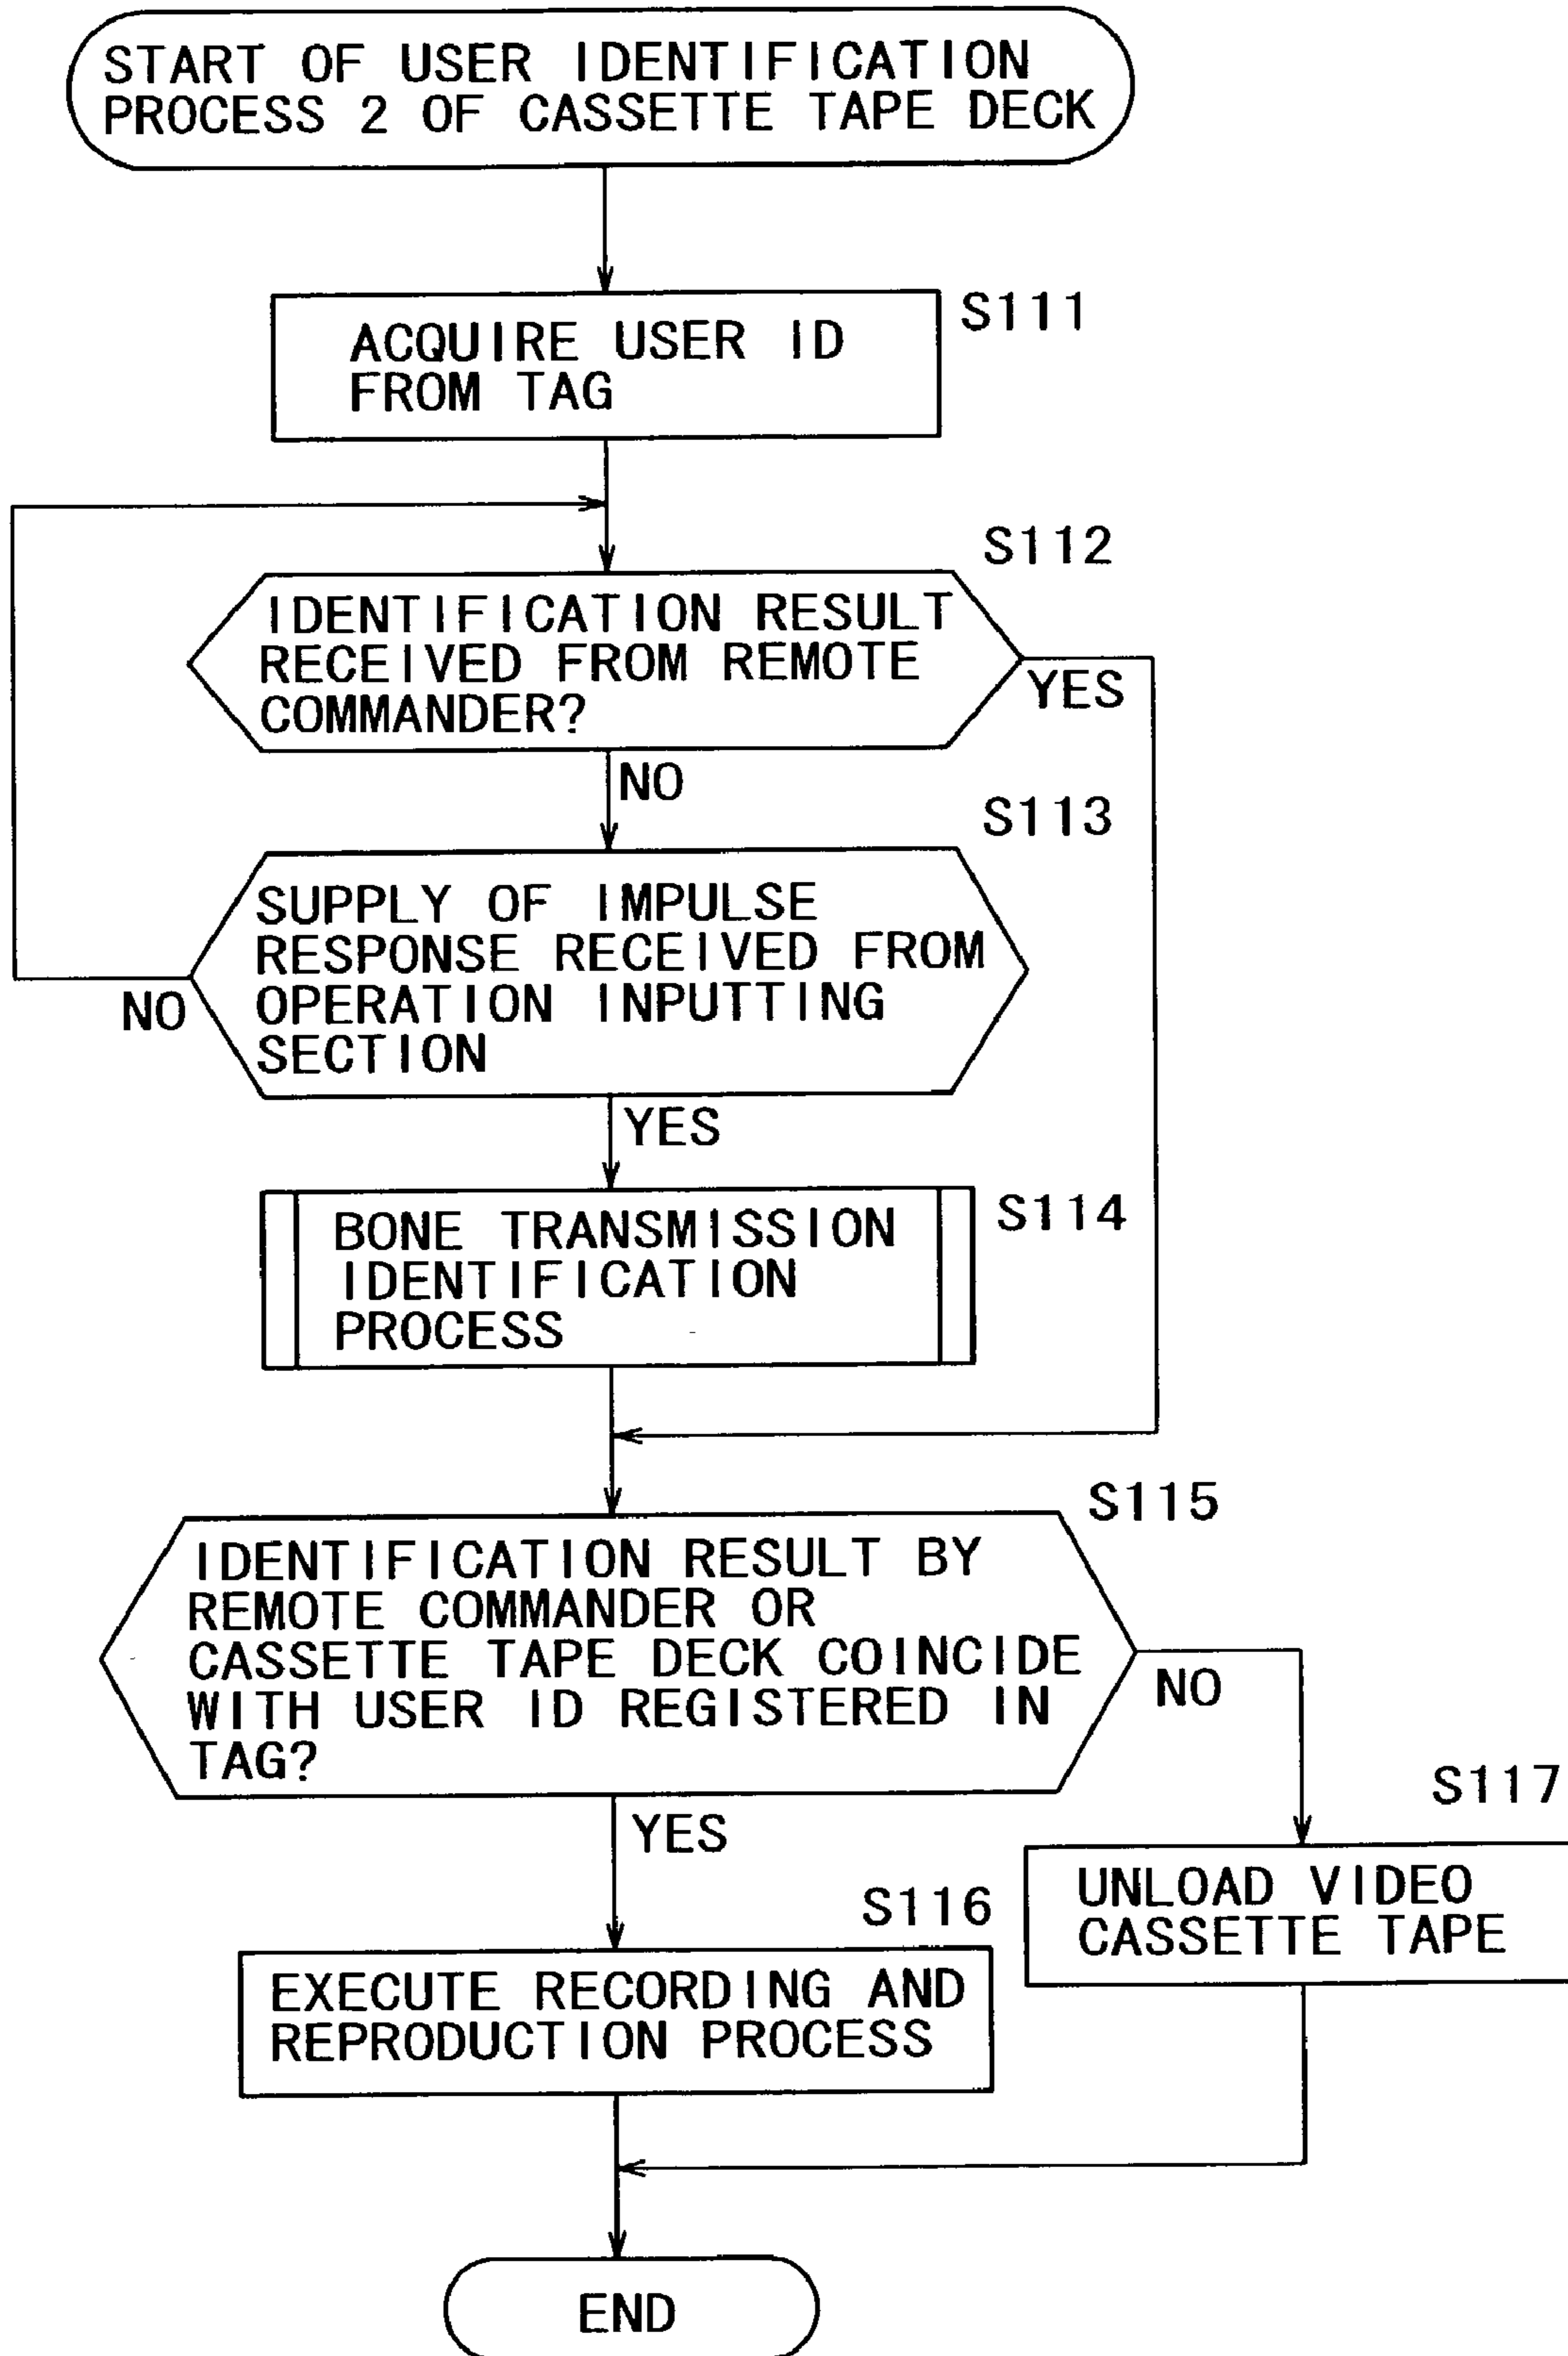 START OF USER IDENTIFICATION
PROCESS 2 OF CASSETTE TAPE DECK
S111
ACQUIRE USER ID
FROM TAG
S112
IDENTIFICATION RESULT
RECEIVED FROM REMOTE
COMMANDER?
YES
NO
S113
SUPPLY OF IMPULSE
RESPONSE RECEIVED FROM
OPERATION INPUTTING
SECTION
NO
YES
S114
BONE TRANSMISSION
IDENTIFICATION
PROCESS
S115
IDENTIFICATION RESULT BY
REMOTE COMMANDER OR
CASSETTE TAPE DECK COINCIDE
WITH USER ID REGISTERED IN
TAG?
NO
YES
S117
UNLOAD VIDEO
CASSETTE TAPE
S116
EXECUTE RECORDING AND
REPRODUCTION PROCESS
END